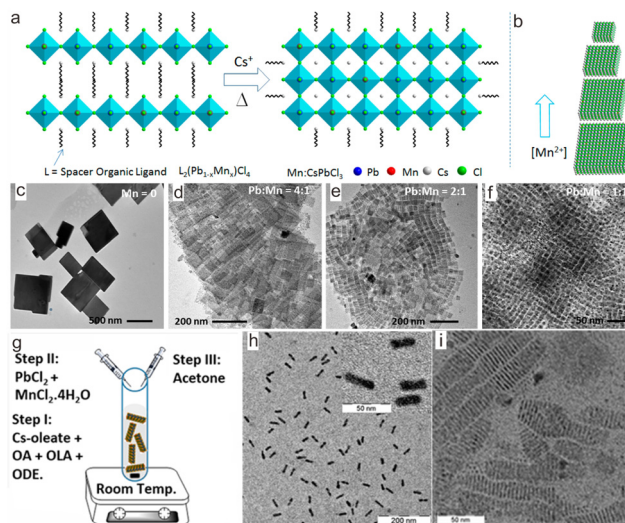 a
b
Cs⁺
Δ
[Mn²⁺]
L = Spacer Organic Ligand
L₂(Pb₁₋ₓMnₓ)Cl₄
Mn:CsPbCl₃
Pb
Mn
Cs
Cl
c
Mn = 0
500 nm
d
Pb:Mn = 4:1
200 nm
e
Pb:Mn = 2:1
200 nm
f
Pb:Mn = 1:1
50 nm
g
Step II:
PbCl₂ +
MnCl₂.4H₂O
Step III:
Acetone
Step I:
Cs-oleate +
OA + OLA +
ODE.
Room Temp.
h
50 nm
200 nm
i
50 nm